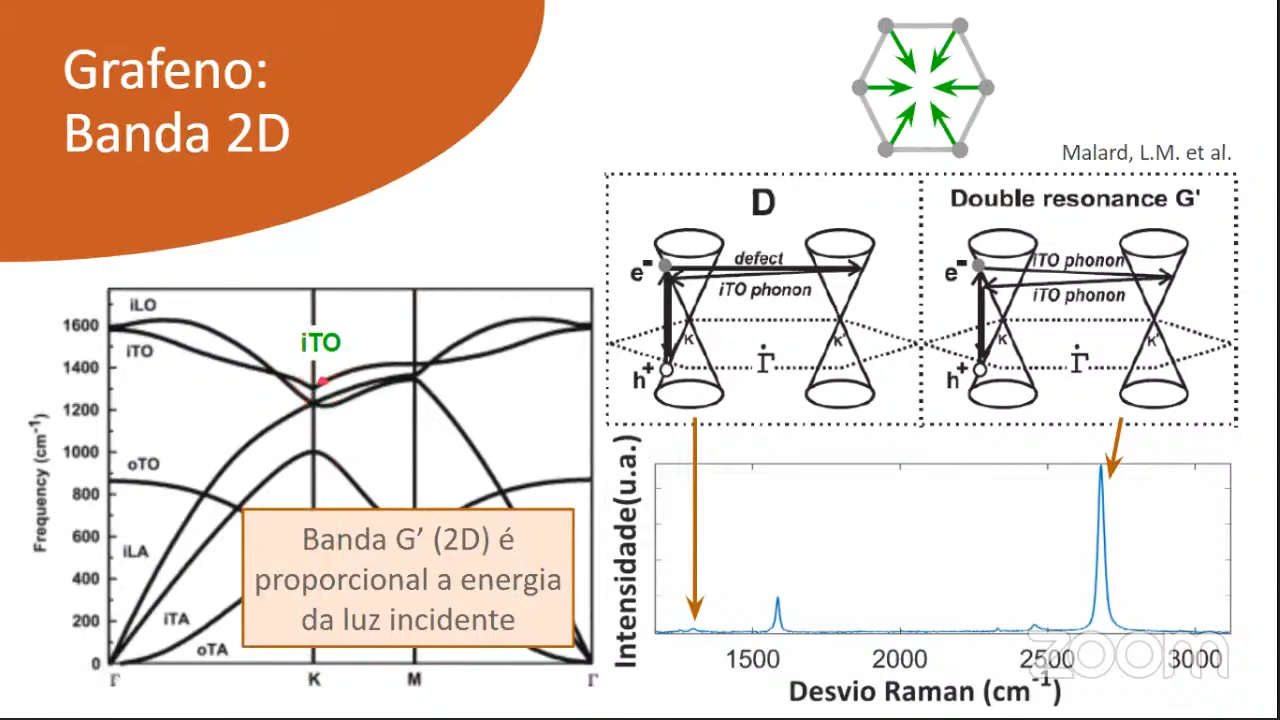 Grafeno:
Banda 2D
Malard, L.M. et al.
D
Double resonance G'
e-
defect
iTO phonon
h+
K
K'
Γ
e-
iTO phonon
iTO phonon
h+
K
K'
Γ
Frequency (cm-1)
1600
1400
1200
1000
800
600
400
200
0
iLO
iTO
iTO
oTO
iLA
iTA
oTA
Γ
K
M
Γ
Banda G’ (2D) é
proporcional a energia
da luz incidente
Intensidade(u.a.)
1500
2000
2500
3000
Desvio Raman (cm-1)
zoom